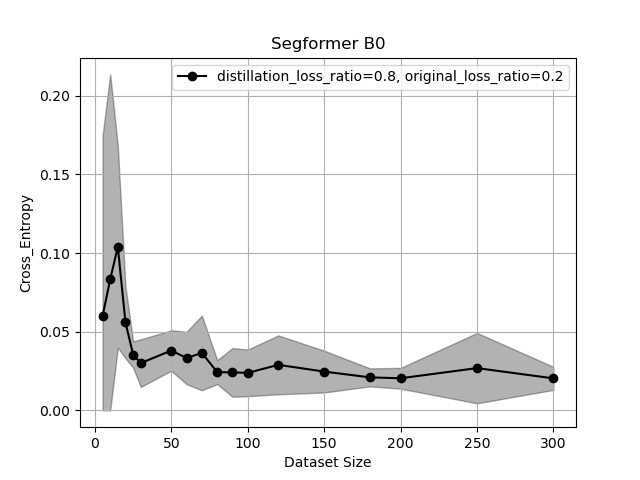 Segformer B0
distillation_loss_ratio=0.8, original_loss_ratio=0.2
0.20
0.15
0.10
0.05
0.00
Cross_Entropy
0 50 100 150 200 250 300
Dataset Size